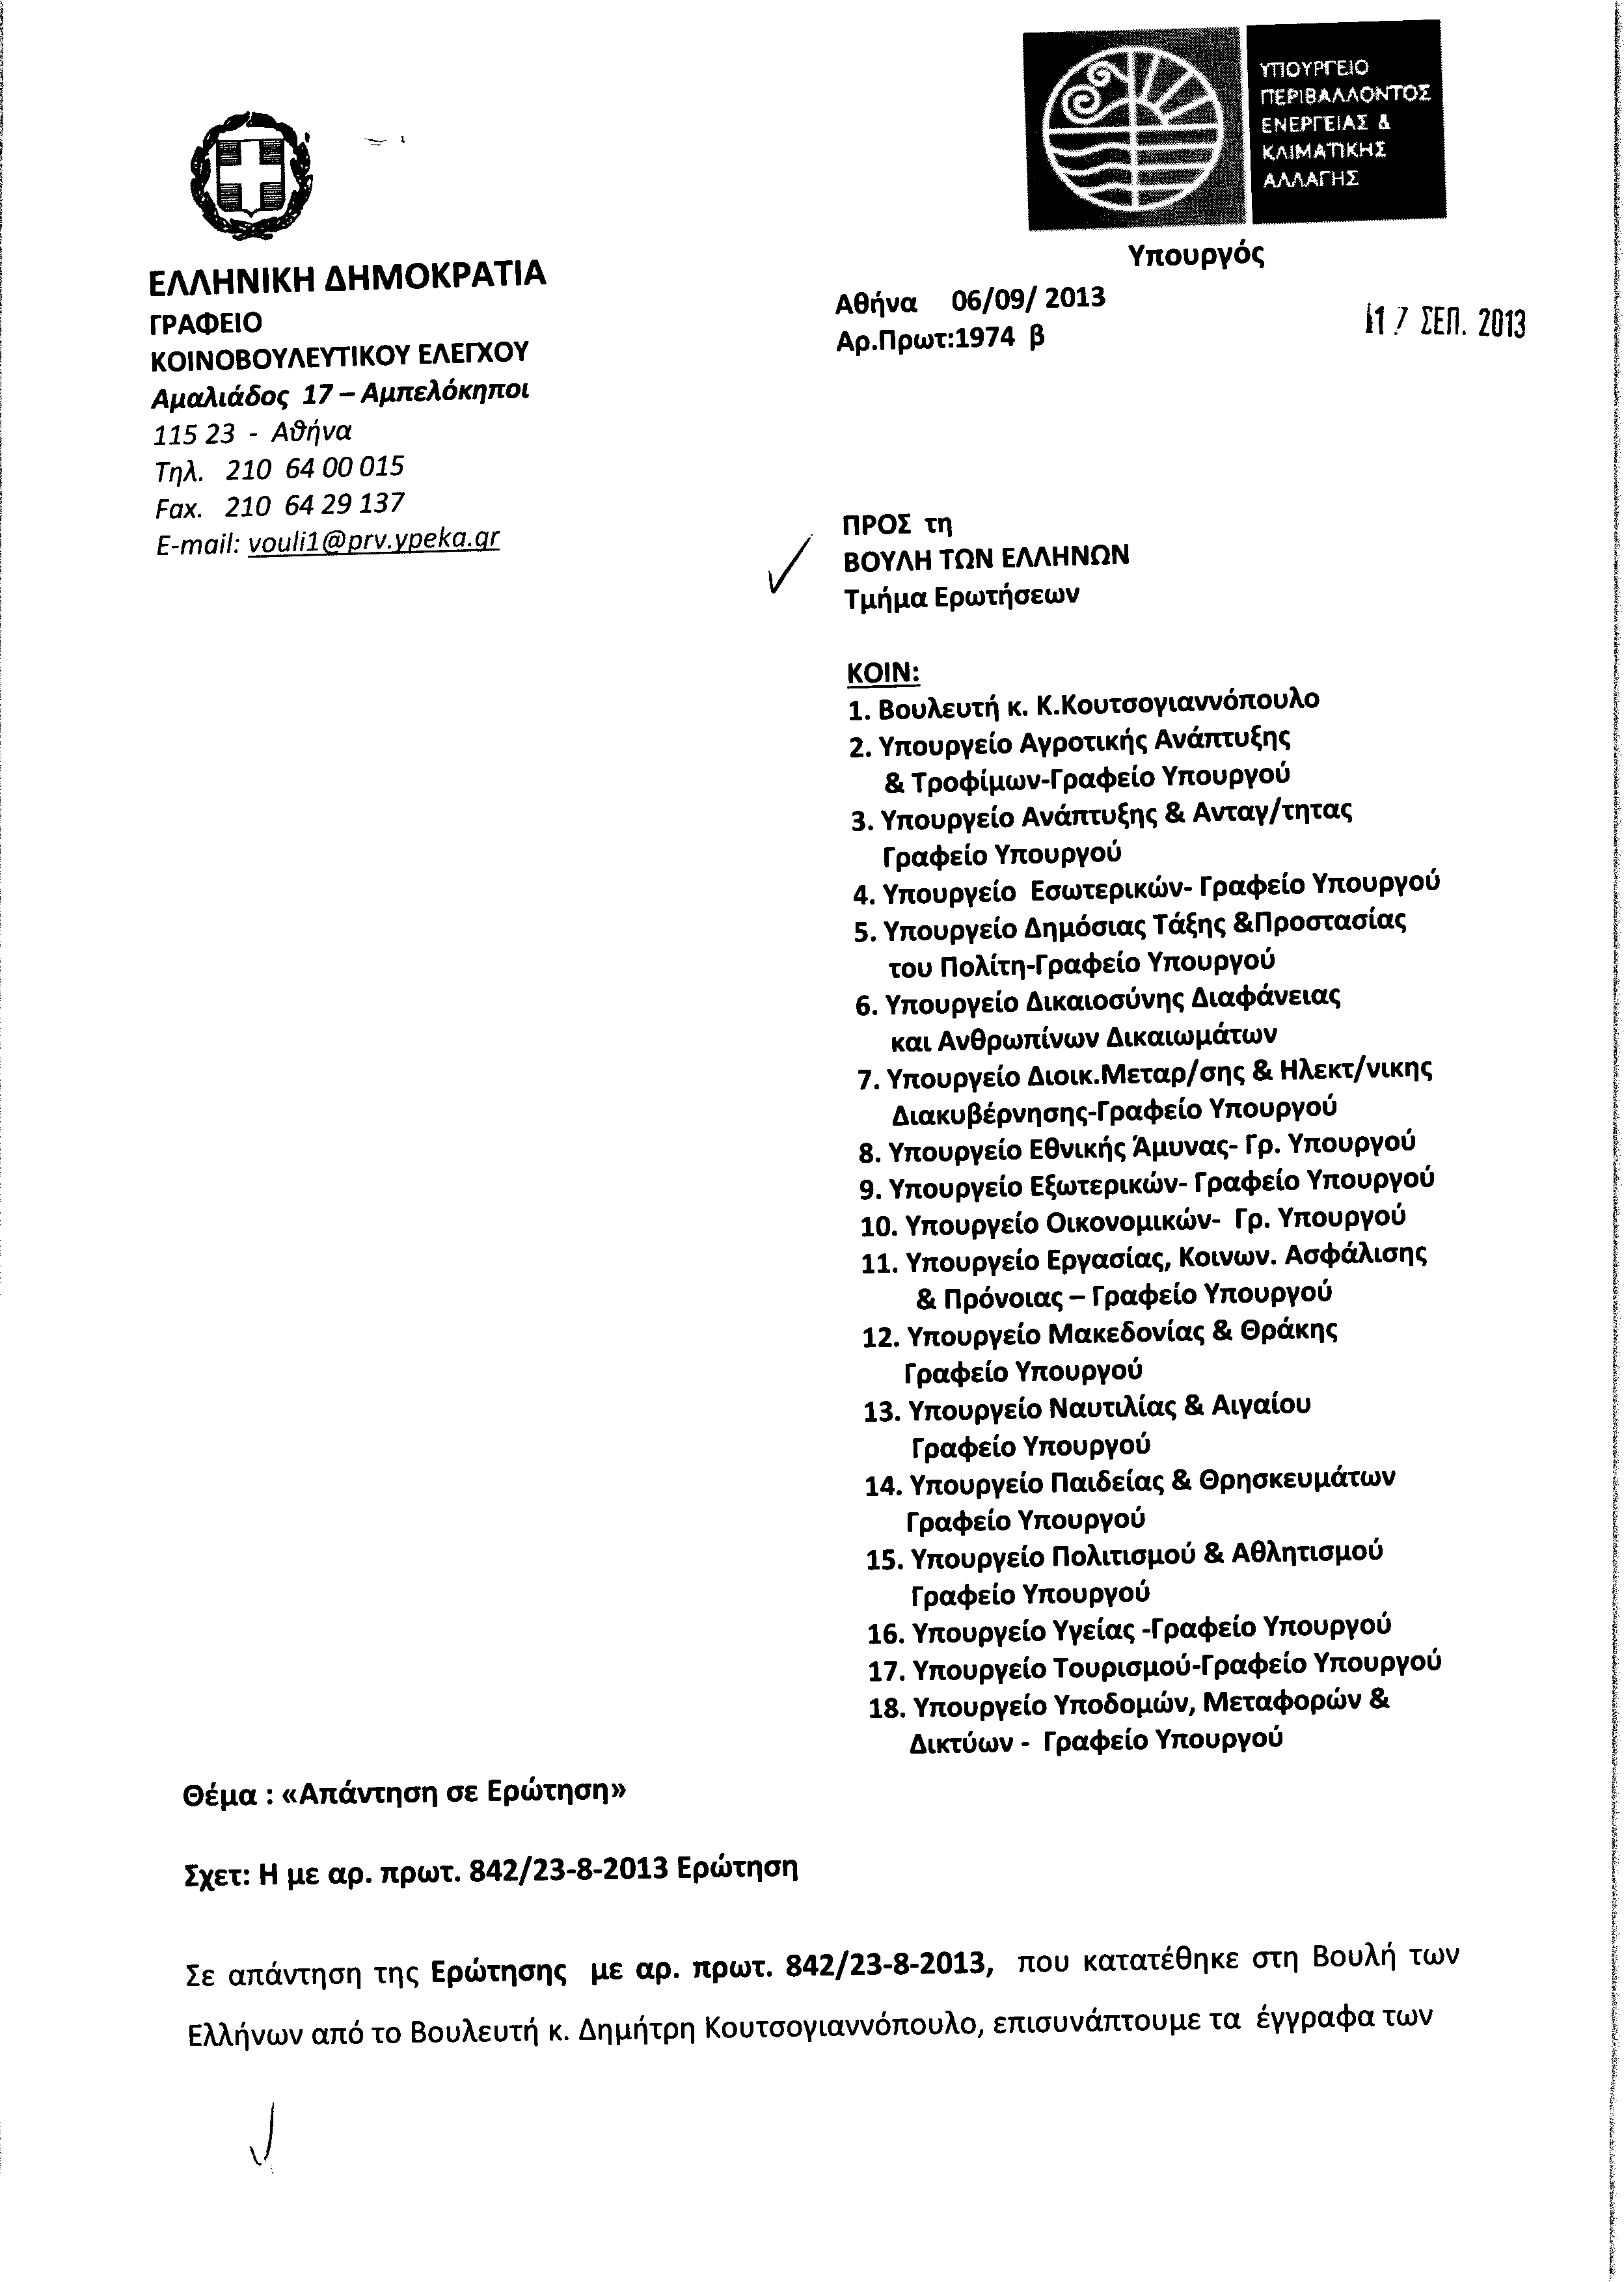 ΥΠΟΥΡΓΕΙΟ
ΠΕΡΙΒΑΛΛΟΝΤΟΣ
ΕΝΕΡΓΕΙΑΣ &
ΚΛΙΜΑΤΙΚΗΣ
ΑΛΛΑΓΗΣ
Υπουργός
ΕΛΛΗΝΙΚΗ ΔΗΜΟΚΡΑΤΙΑ
ΓΡΑΦΕΙΟ
ΚΟΙΝΟΒΟΥΛΕΥΤΙΚΟΥ ΕΛΕΓΧΟΥ
Αμαλιάδος 17 – Αμπελόκηποι
115 23 - Αθήνα
Τηλ. 210 64 00 015
Fax. 210 64 29 137
E-mail: vouli1@prv.ypeka.gr
Αθήνα 06/09/ 2013
Αρ.Πρωτ:1974 β
17 ΣΕΠ. 2013
ΠΡΟΣ τη
ΒΟΥΛΗ ΤΩΝ ΕΛΛΗΝΩΝ
Τμήμα Ερωτήσεων
ΚΟΙΝ:
1. Βουλευτή κ. Κ.Κουτσογιαννόπουλο
2. Υπουργείο Αγροτικής Ανάπτυξης
& Τροφίμων-Γραφείο Υπουργού
3. Υπουργείο Ανάπτυξης & Ανταγ/τητας
Γραφείο Υπουργού
4. Υπουργείο Εσωτερικών- Γραφείο Υπουργού
5. Υπουργείο Δημόσιας Τάξης &Προστασίας
του Πολίτη-Γραφείο Υπουργού
6. Υπουργείο Δικαιοσύνης Διαφάνειας
και Ανθρωπίνων Δικαιωμάτων
7. Υπουργείο Διοικ.Μεταρ/σης & Ηλεκτ/νικης
Διακυβέρνησης-Γραφείο Υπουργού
8. Υπουργείο Εθνικής Άμυνας- Γρ. Υπουργού
9. Υπουργείο Εξωτερικών- Γραφείο Υπουργού
10. Υπουργείο Οικονομικών- Γρ. Υπουργού
11. Υπουργείο Εργασίας, Κοινων. Ασφάλισης
& Πρόνοιας – Γραφείο Υπουργού
12. Υπουργείο Μακεδονίας & Θράκης
Γραφείο Υπουργού
13. Υπουργείο Ναυτιλίας & Αιγαίου
Γραφείο Υπουργού
14. Υπουργείο Παιδείας & Θρησκευμάτων
Γραφείο Υπουργού
15. Υπουργείο Πολιτισμού & Αθλητισμού
Γραφείο Υπουργού
16. Υπουργείο Υγείας -Γραφείο Υπουργού
17. Υπουργείο Τουρισμού-Γραφείο Υπουργού
18. Υπουργείο Υποδομών, Μεταφορών &
Δικτύων - Γραφείο Υπουργού
Θέμα : «Απάντηση σε Ερώτηση»
Σχετ: Η με αρ. πρωτ. 842/23-8-2013 Ερώτηση
Σε απάντηση της Ερώτησης με αρ. πρωτ. 842/23-8-2013, που κατατέθηκε στη Βουλή των
Ελλήνων από το Βουλευτή κ. Δημήτρη Κουτσογιαννόπουλο, επισυνάπτουμε τα έγγραφα των